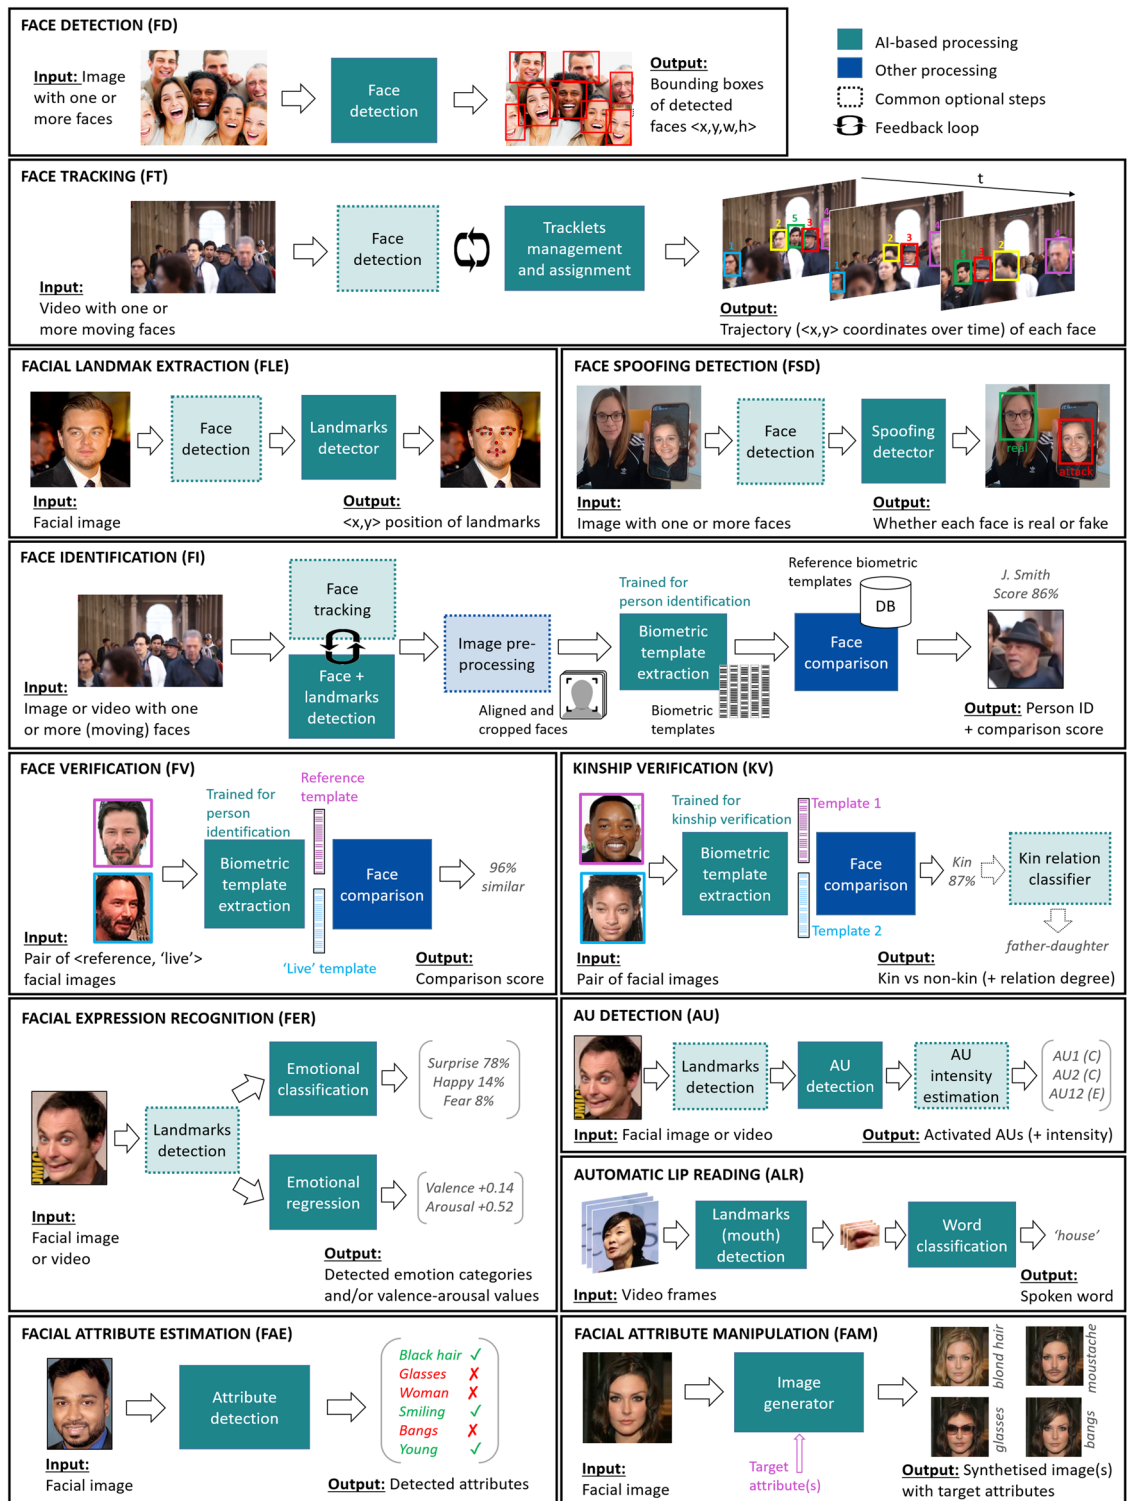 FACE DETECTION (FD)
Input: Image
with one or
more faces
Face
detection
Output:
Bounding boxes
of detected
faces <x,y,w,h>
AI-based processing
Other processing
Common optional steps
Feedback loop
FACE TRACKING (FT)
Input:
Video with one or
more moving faces
Face
detection
Tracklets
management
and assignment
t
1
2
5
3
4
1
2
3
4
1
3
2
4
Output:
Trajectory (<x,y> coordinates over time) of each face
FACIAL LANDMAK EXTRACTION (FLE)
Face
detection
Landmarks
detector
Input:
Facial image
Output:
<x,y> position of landmarks
FACE SPOOFING DETECTION (FSD)
Face
detection
Spoofing
detector
real
attack
Input:
Image with one or more faces
Output:
Whether each face is real or fake
FACE IDENTIFICATION (FI)
Input:
Image or video with one
or more (moving) faces
Face
tracking
Face +
landmarks
detection
Image pre-
processing
Aligned and
cropped faces
Trained for
person identification
Biometric
template
extraction
Biometric
templates
Reference biometric
templates
DB
Face
comparison
J. Smith
Score 86%
Output: Person ID
+ comparison score
FACE VERIFICATION (FV)
Input:
Pair of <reference, ‘live’>
facial images
Trained for
person
identification
Biometric
template
extraction
Reference
template
‘Live’ template
Face
comparison
96%
similar
Output:
Comparison score
KINSHIP VERIFICATION (KV)
Input:
Pair of facial images
Trained for
kinship verification
Biometric
template
extraction
Template 1
Template 2
Face
comparison
Kin
87%
Kin relation
classifier
father-daughter
Output:
Kin vs non-kin (+ relation degree)
FACIAL EXPRESSION RECOGNITION (FER)
Input:
Facial image
or video
Landmarks
detection
Emotional
classification
Surprise 78%
Happy 14%
Fear 8%
Emotional
regression
Valence +0.14
Arousal +0.52
Output:
Detected emotion categories
and/or valence-arousal values
AU DETECTION (AU)
Landmarks
detection
AU
detection
AU
intensity
estimation
AU1 (C)
AU2 (C)
AU12 (E)
Input: Facial image or video
Output: Activated AUs (+ intensity)
AUTOMATIC LIP READING (ALR)
Landmarks
(mouth)
detection
Word
classification
‘house’
Input: Video frames
Output:
Spoken word
FACIAL ATTRIBUTE ESTIMATION (FAE)
Input:
Facial image
Attribute
detection
Black hair ✓
Glasses ✗
Woman ✗
Smiling ✓
Bangs ✗
Young ✓
Output: Detected attributes
FACIAL ATTRIBUTE MANIPULATION (FAM)
Input:
Facial image
Image
generator
Target
attribute(s)
blond hair
moustache
glasses
bangs
Output: Synthetised image(s)
with target attributes